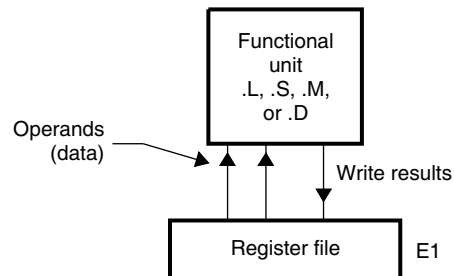 Functional
unit
.L, .S, .M,
or .D
Operands
(data)
Write results
Register file
E1